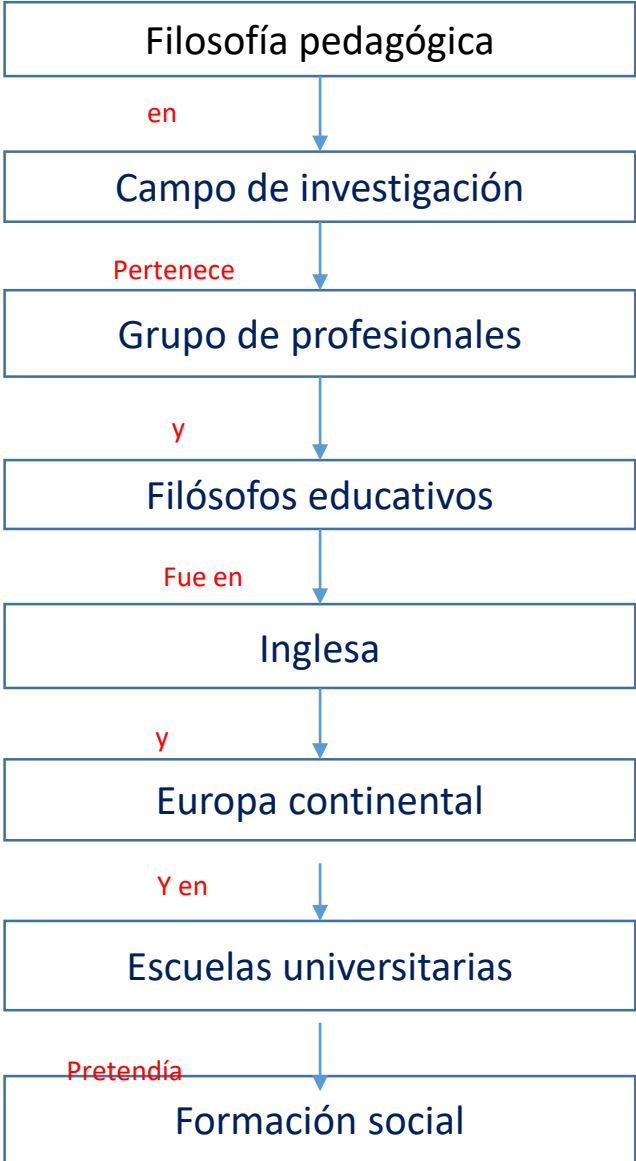 Filosofía pedagógica
en
Campo de investigación
Pertenece
Grupo de profesionales
y
Filósofos educativos
Fue en
Inglesa
y
Europa continental
Y en
Escuelas universitarias
Pretendía
Formación social